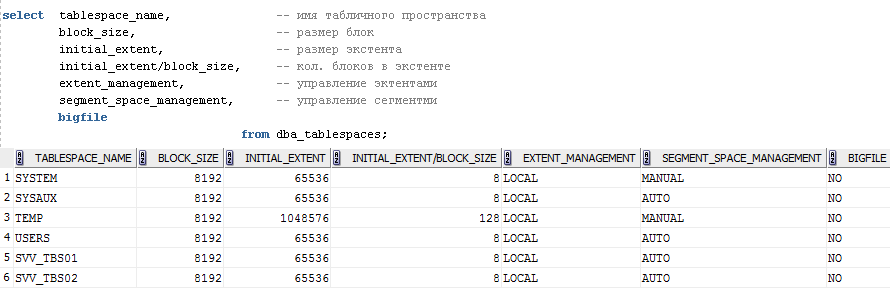 select tablespace_name, -- имя табличного пространства
block_size, -- размер блок
initial_extent, -- размер экстента
initial_extent/block_size, -- кол. блоков в экстенте
extent_management, -- управление эктентами
segment_space_management, -- управление сегментми
bigfile
from dba_tablespaces;
TABLESPACE_NAME BLOCK_SIZE INITIAL_EXTENT INITIAL_EXTENT/BLOCK_SIZE EXTENT_MANAGEMENT SEGMENT_SPACE_MANAGEMENT BIGFILE
1 SYSTEM 8192 65536 8 LOCAL MANUAL NO
2 SYSAUX 8192 65536 8 LOCAL AUTO NO
3 TEMP 8192 1048576 128 LOCAL MANUAL NO
4 USERS 8192 65536 8 LOCAL AUTO NO
5 SVV_TBS01 8192 65536 8 LOCAL AUTO NO
6 SVV_TBS02 8192 65536 8 LOCAL AUTO NO